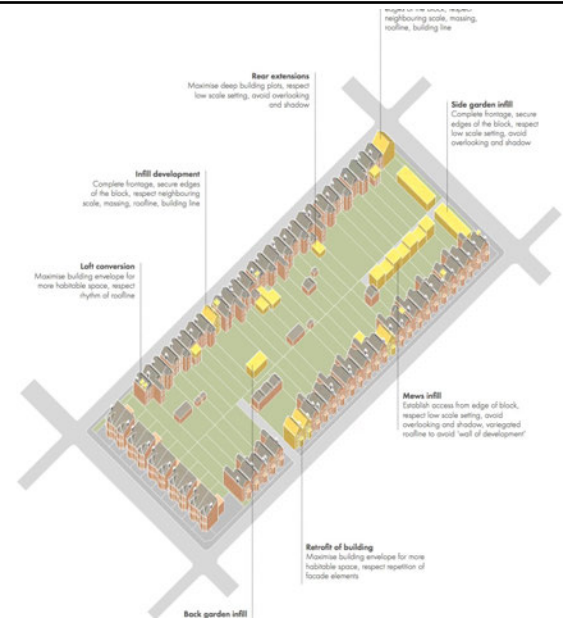 edges of the block, respect
neighbouring scale, massing,
roofline, building line
Rear extensions
Maximise deep building plots, respect
low scale setting, avoid overlooking
and shadow
Side garden infill
Complete frontage, secure
edges of the block, respect
low scale setting, avoid
overlooking and shadow
Infill development
Complete frontage, secure edges
of the block, respect neighbouring
scale, massing, roofline, building line
Loft conversion
Maximise building envelope for
more habitable space, respect
rhythm of roofline
Mews infill
Establish access from edge of block,
respect low scale setting, avoid
overlooking and shadow, variegated
roofline to avoid 'wall of development'
Retrofit of building
Maximise building envelope for more
habitable space, respect repetition of
facade elements
Back garden infill